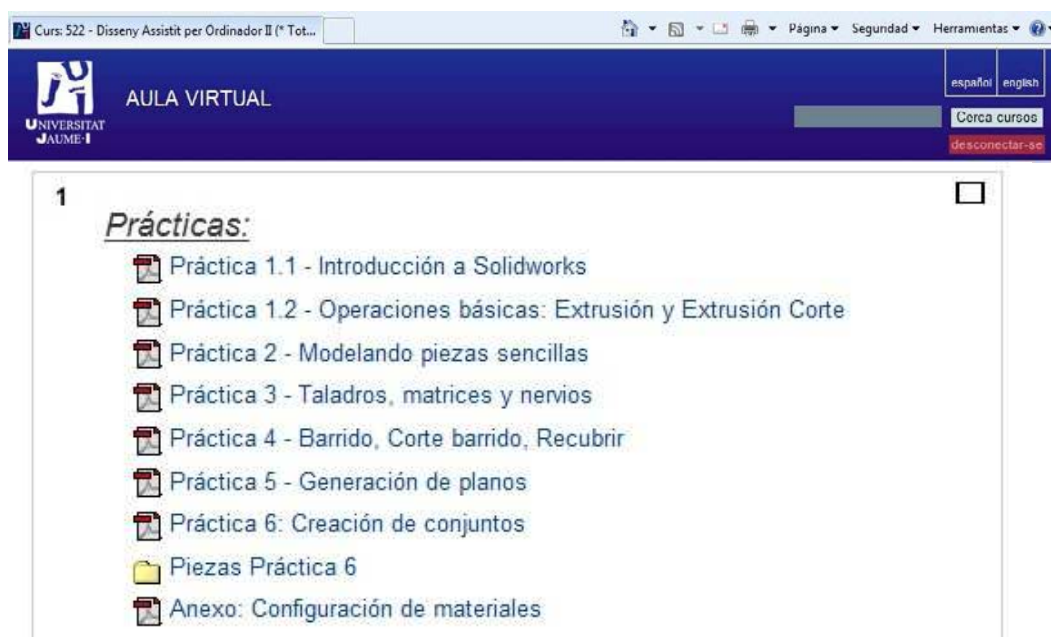 Curs: 522 - Disseny Assistit per Ordinador II (* Tot...
Página Seguridad Herramientas
UNIVERSITAT
JAUME·I
AULA VIRTUAL
español english
Cerca cursos
desconectar-se
1
Prácticas:
Práctica 1.1 - Introducción a Solidworks
Práctica 1.2 - Operaciones básicas: Extrusión y Extrusión Corte
Práctica 2 - Modelando piezas sencillas
Práctica 3 - Taladros, matrices y nervios
Práctica 4 - Barrido, Corte barrido, Recubrir
Práctica 5 - Generación de planos
Práctica 6: Creación de conjuntos
Piezas Práctica 6
Anexo: Configuración de materiales